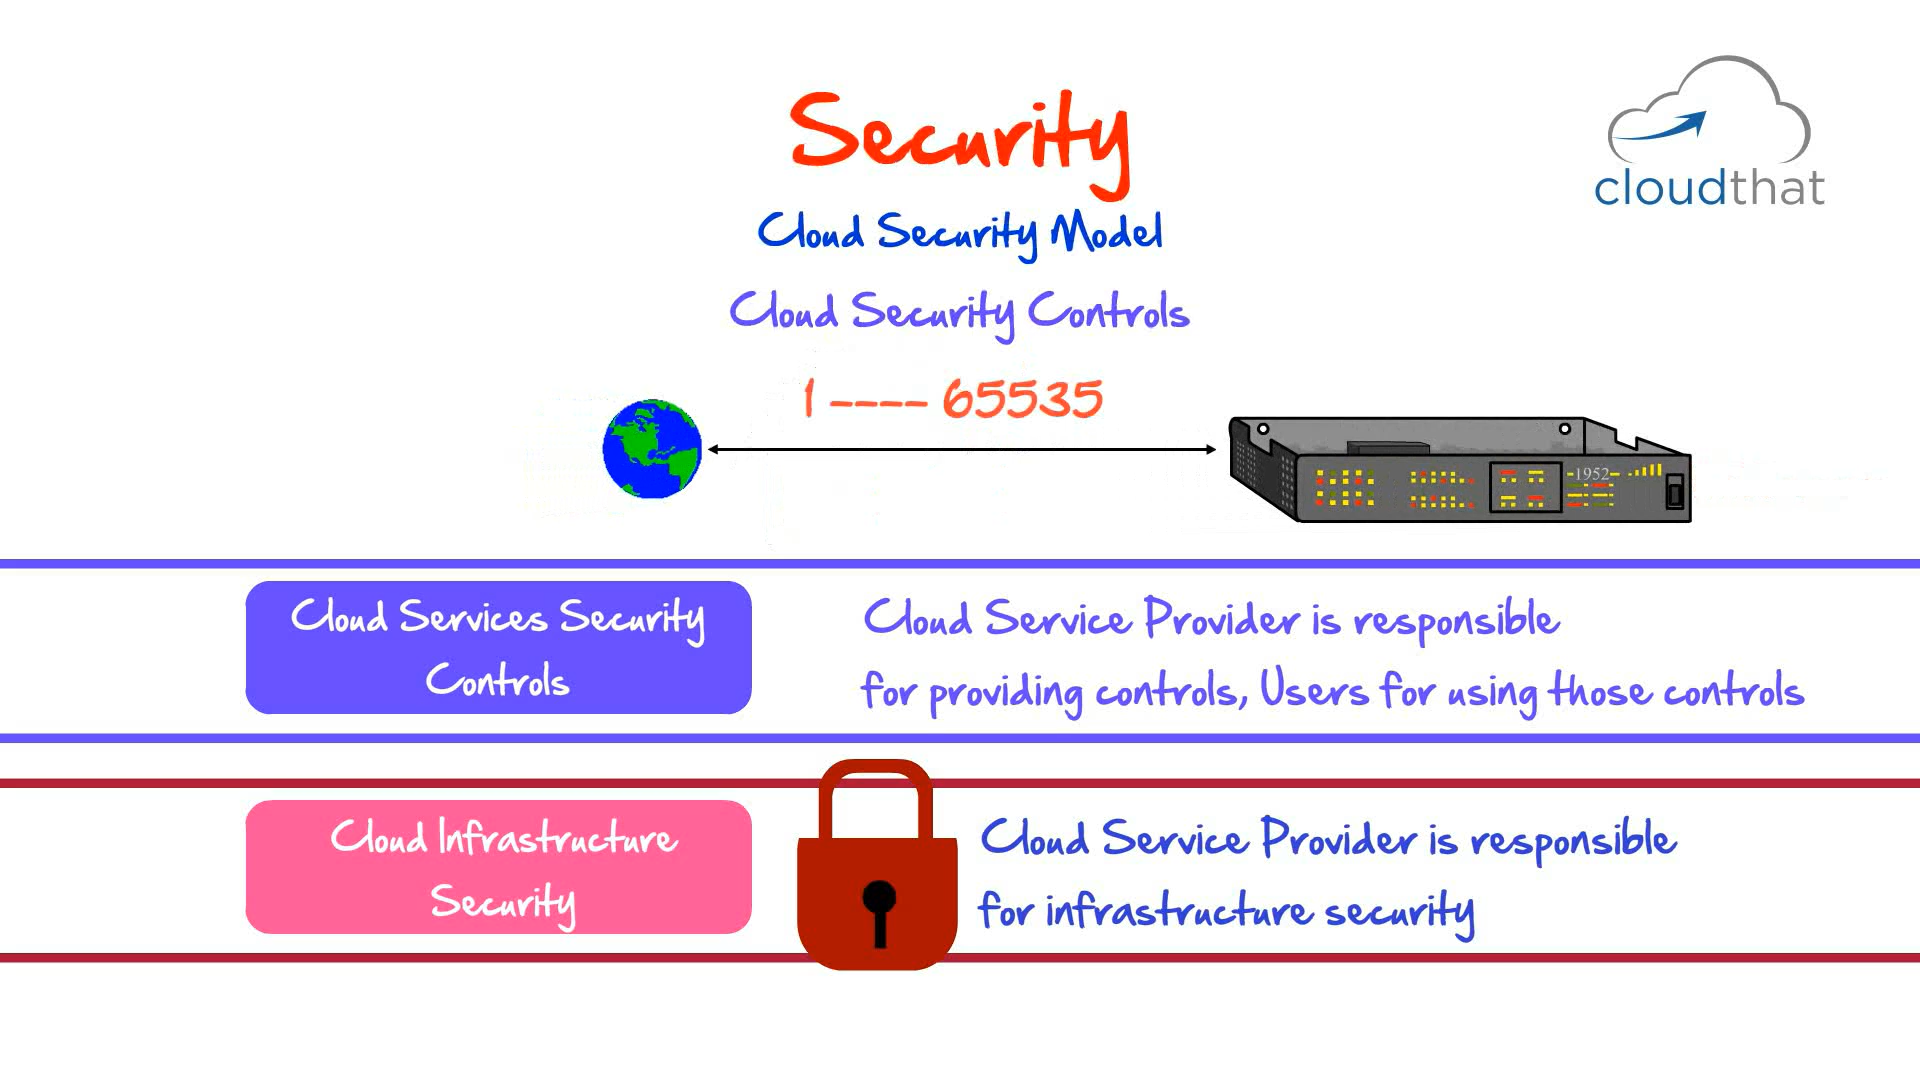 Security
cloudthat
Cloud Security Model
Cloud Security Controls
1 ---- 65535
-1952-
Cloud Services Security
Controls
Cloud Service Provider is responsible
for providing controls, Users for using those controls
Cloud Infrastructure
Security
Cloud Service Provider is responsible
for infrastructure security